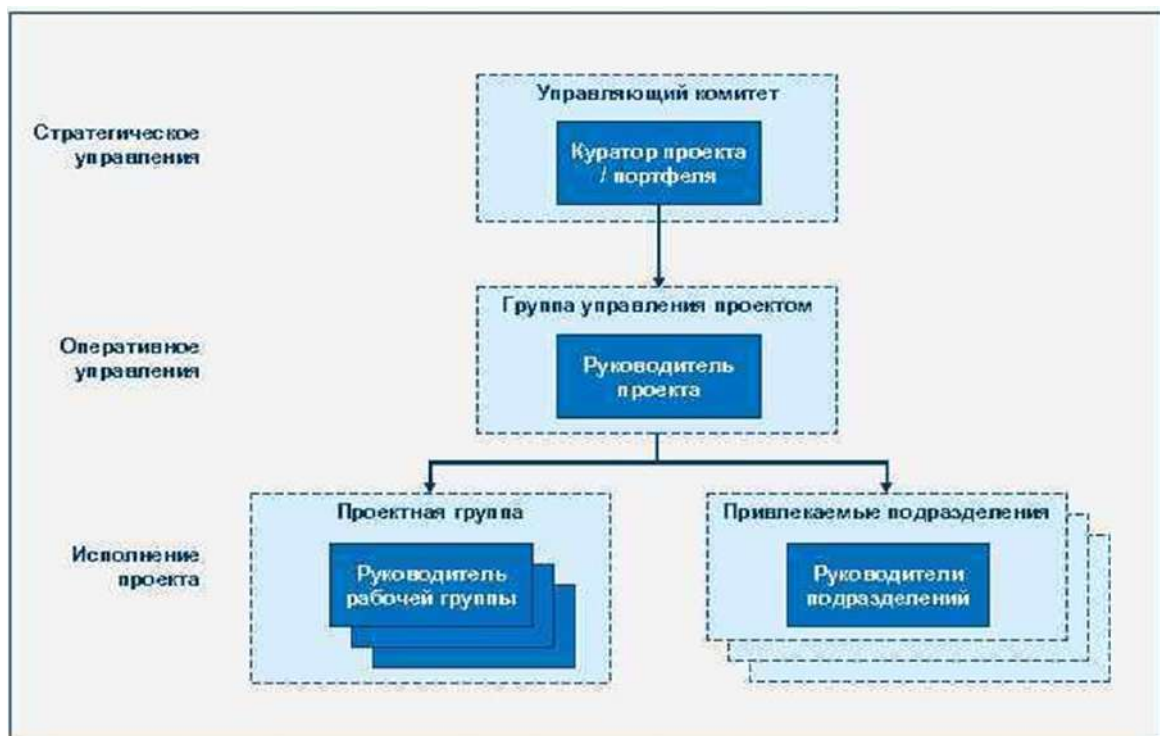 Управляющий комитет
Стратегическое
управления
Куратор проекта
/ портфеля
Группа управления проектом
Оперативное
управления
Руководитель
проекта
Проектная группа
Привлекаемые подразделения
Исполнение
проекта
Руководитель
рабочей группы
Руководители
подразделений